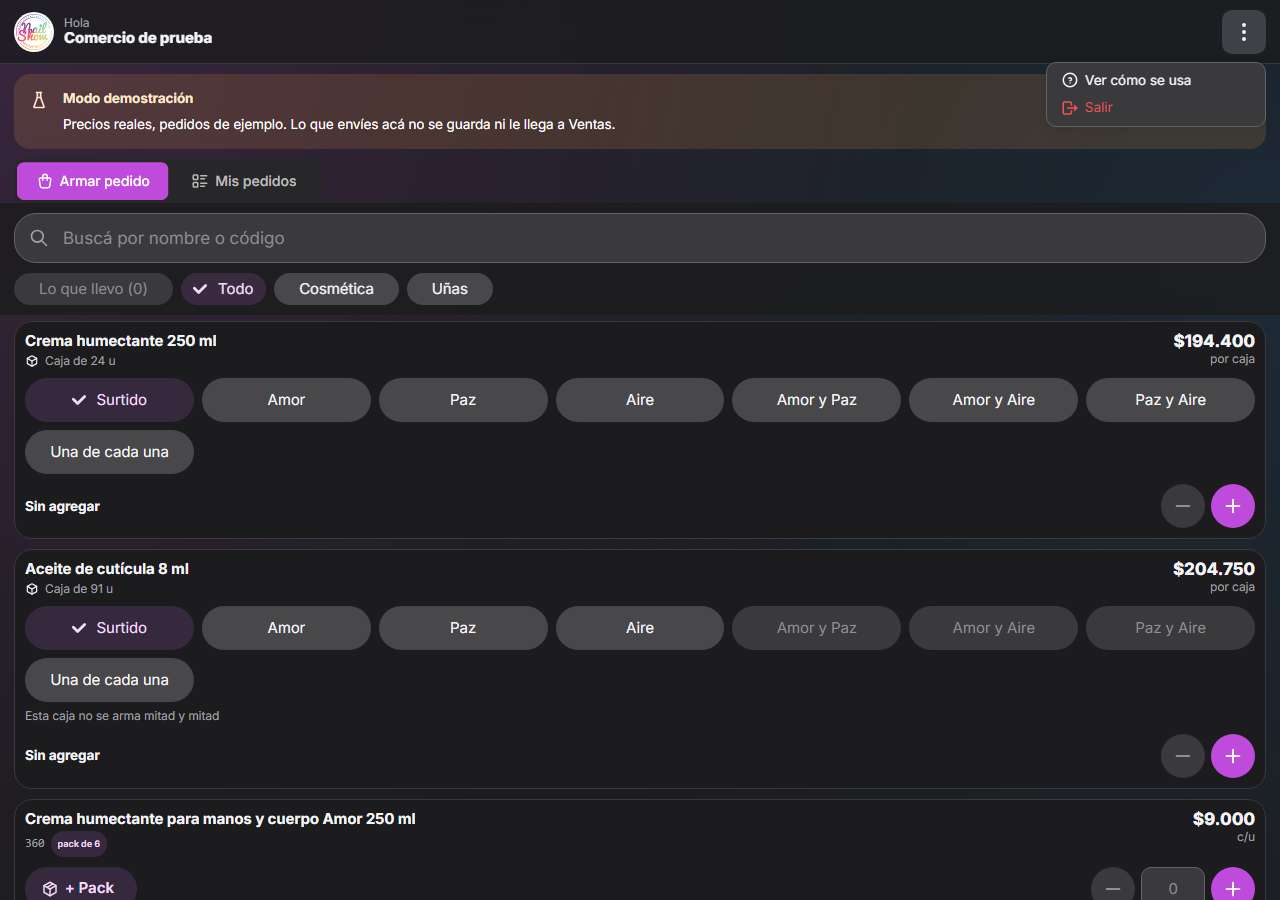 Nail
Show
Hola
Comercio de prueba
Ver cómo se usa
Salir
Modo demostración
Precios reales, pedidos de ejemplo. Lo que envíes acá no se guarda ni le llega a Ventas.
Armar pedido
Mis pedidos
Buscá por nombre o código
Lo que llevo (0)
Todo
Cosmética
Uñas
Crema humectante 250 ml
$194.400
Caja de 24 u
por caja
Surtido
Amor
Paz
Aire
Amor y Paz
Amor y Aire
Paz y Aire
Una de cada una
Sin agregar
Aceite de cutícula 8 ml
$204.750
Caja de 91 u
por caja
Surtido
Amor
Paz
Aire
Amor y Paz
Amor y Aire
Paz y Aire
Una de cada una
Esta caja no se arma mitad y mitad
Sin agregar
Crema humectante para manos y cuerpo Amor 250 ml
$9.000
360
pack de 6
c/u
+ Pack
0